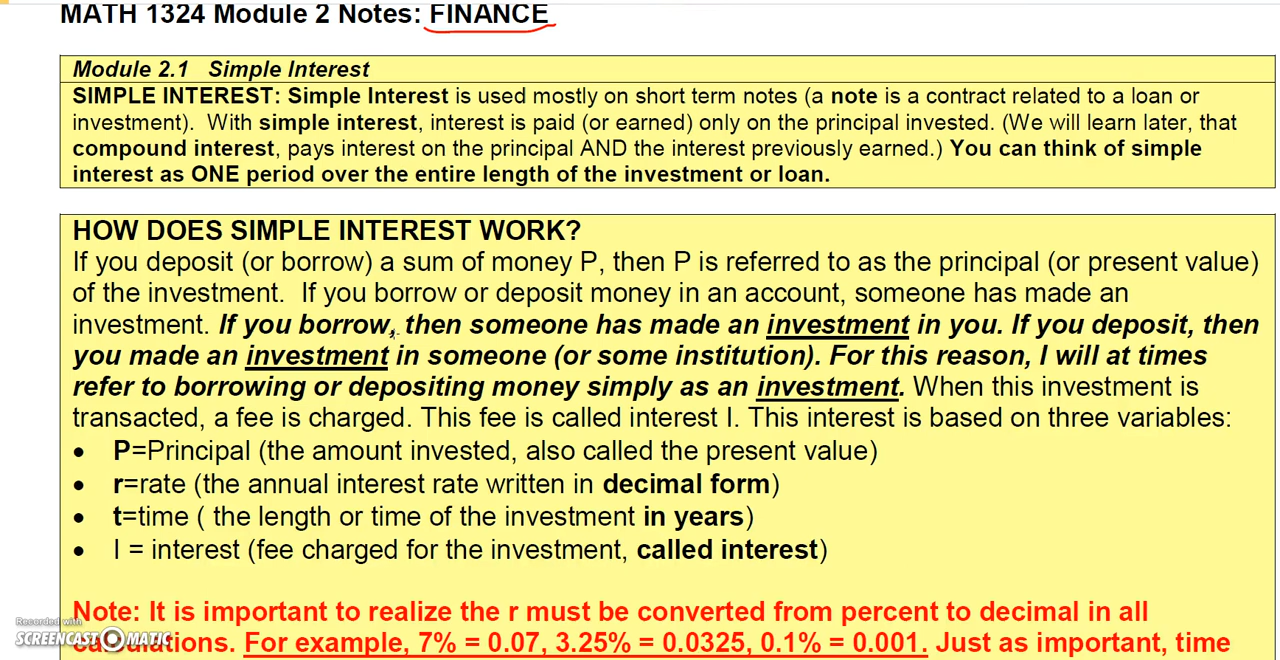 MATH 1324 Module 2 Notes: FINANCE
Module 2.1 Simple Interest
SIMPLE INTEREST: Simple Interest is used mostly on short term notes (a note is a contract related to a loan or
investment). With simple interest, interest is paid (or earned) only on the principal invested. (We will learn later, that
compound interest, pays interest on the principal AND the interest previously earned.) You can think of simple
interest as ONE period over the entire length of the investment or loan.
HOW DOES SIMPLE INTEREST WORK?
If you deposit (or borrow) a sum of money P, then P is referred to as the principal (or present value)
of the investment. If you borrow or deposit money in an account, someone has made an
investment. If you borrow, then someone has made an investment in you. If you deposit, then
you made an investment in someone (or some institution). For this reason, I will at times
refer to borrowing or depositing money simply as an investment. When this investment is
transacted, a fee is charged. This fee is called interest I. This interest is based on three variables:
• P=Principal (the amount invested, also called the present value)
• r=rate (the annual interest rate written in decimal form)
• t=time ( the length or time of the investment in years)
• I = interest (fee charged for the investment, called interest)
Note: It is important to realize the r must be converted from percent to decimal in all
calculations. For example, 7% = 0.07, 3.25% = 0.0325, 0.1% = 0.001. Just as important, time
Recorded with
SCREENCAST-O-MATIC